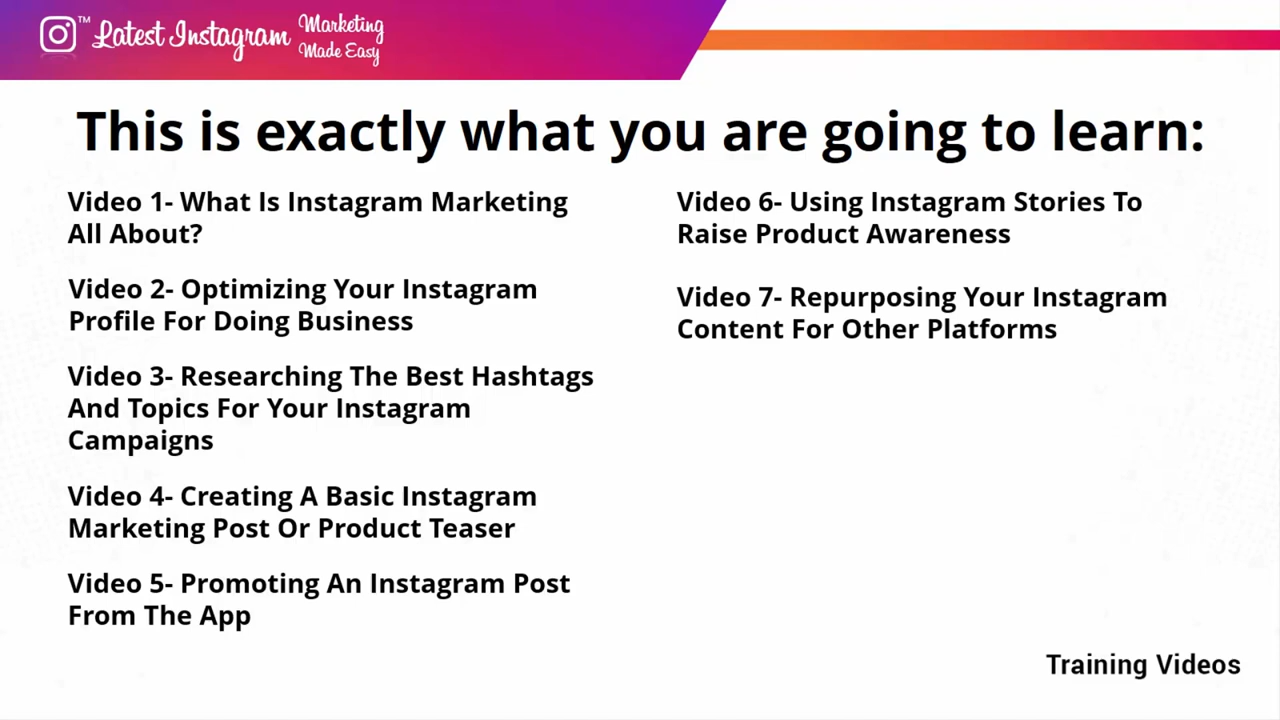 ™ Latest Instagram Marketing
Made Easy
This is exactly what you are going to learn:
Video 1- What Is Instagram Marketing
All About?
Video 2- Optimizing Your Instagram
Profile For Doing Business
Video 3- Researching The Best Hashtags
And Topics For Your Instagram
Campaigns
Video 4- Creating A Basic Instagram
Marketing Post Or Product Teaser
Video 5- Promoting An Instagram Post
From The App
Video 6- Using Instagram Stories To
Raise Product Awareness
Video 7- Repurposing Your Instagram
Content For Other Platforms
Training Videos